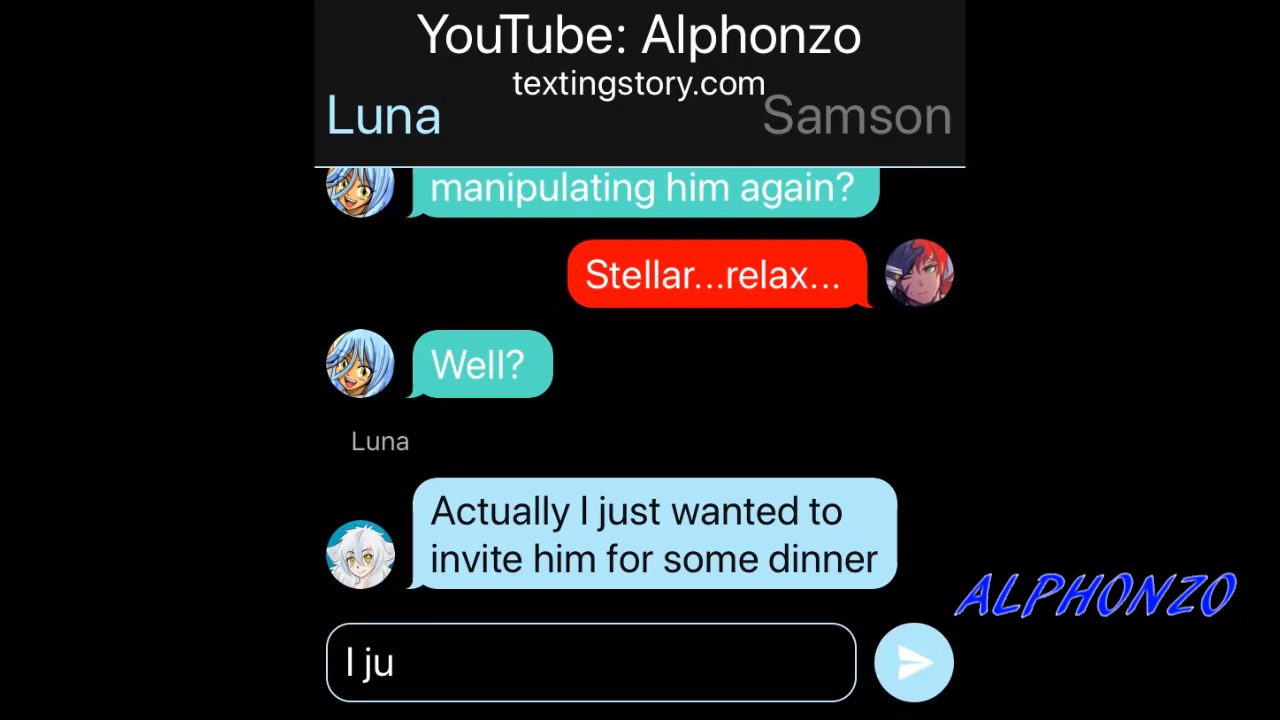 YouTube: Alphonzo
textingstory.com
Luna
Samson
manipulating him again?
Stellar...relax...
Well?
Luna
Actually I just wanted to
invite him for some dinner
ALPHONZO
I ju